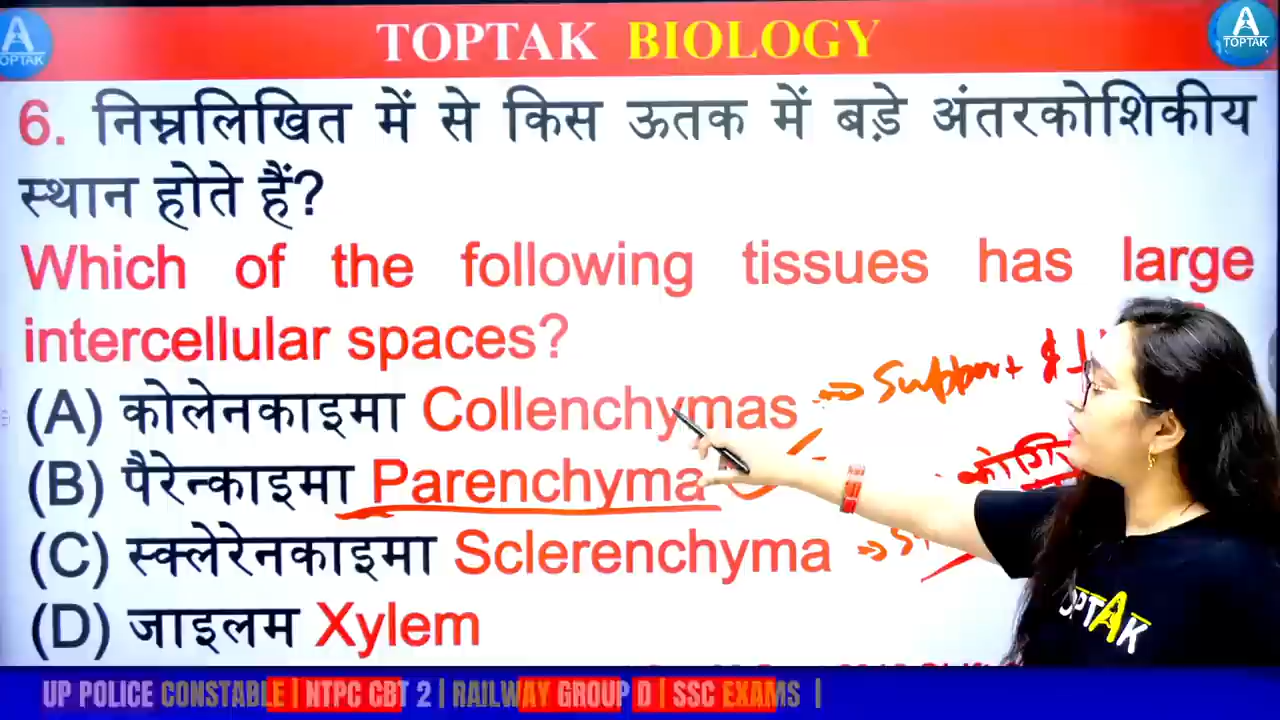 TOPTAK BIOLOGY
A
TOPTAK
A
TOPTAK
6. निम्नलिखित में से किस ऊतक में बड़े अंतरकोशिकीय
स्थान होते हैं?
Which of the following tissues has large
intercellular spaces?
(A) कोलेनकाइमा Collenchymas
Support &
(B) पैरेन्काइमा Parenchyma
(C) स्क्लेरेनकाइमा Sclerenchyma
(D) जाइलम Xylem
TOPTAK
UP POLICE CONSTABLE | NTPC CBT 2 | RAILWAY GROUP D | SSC EXAMS |